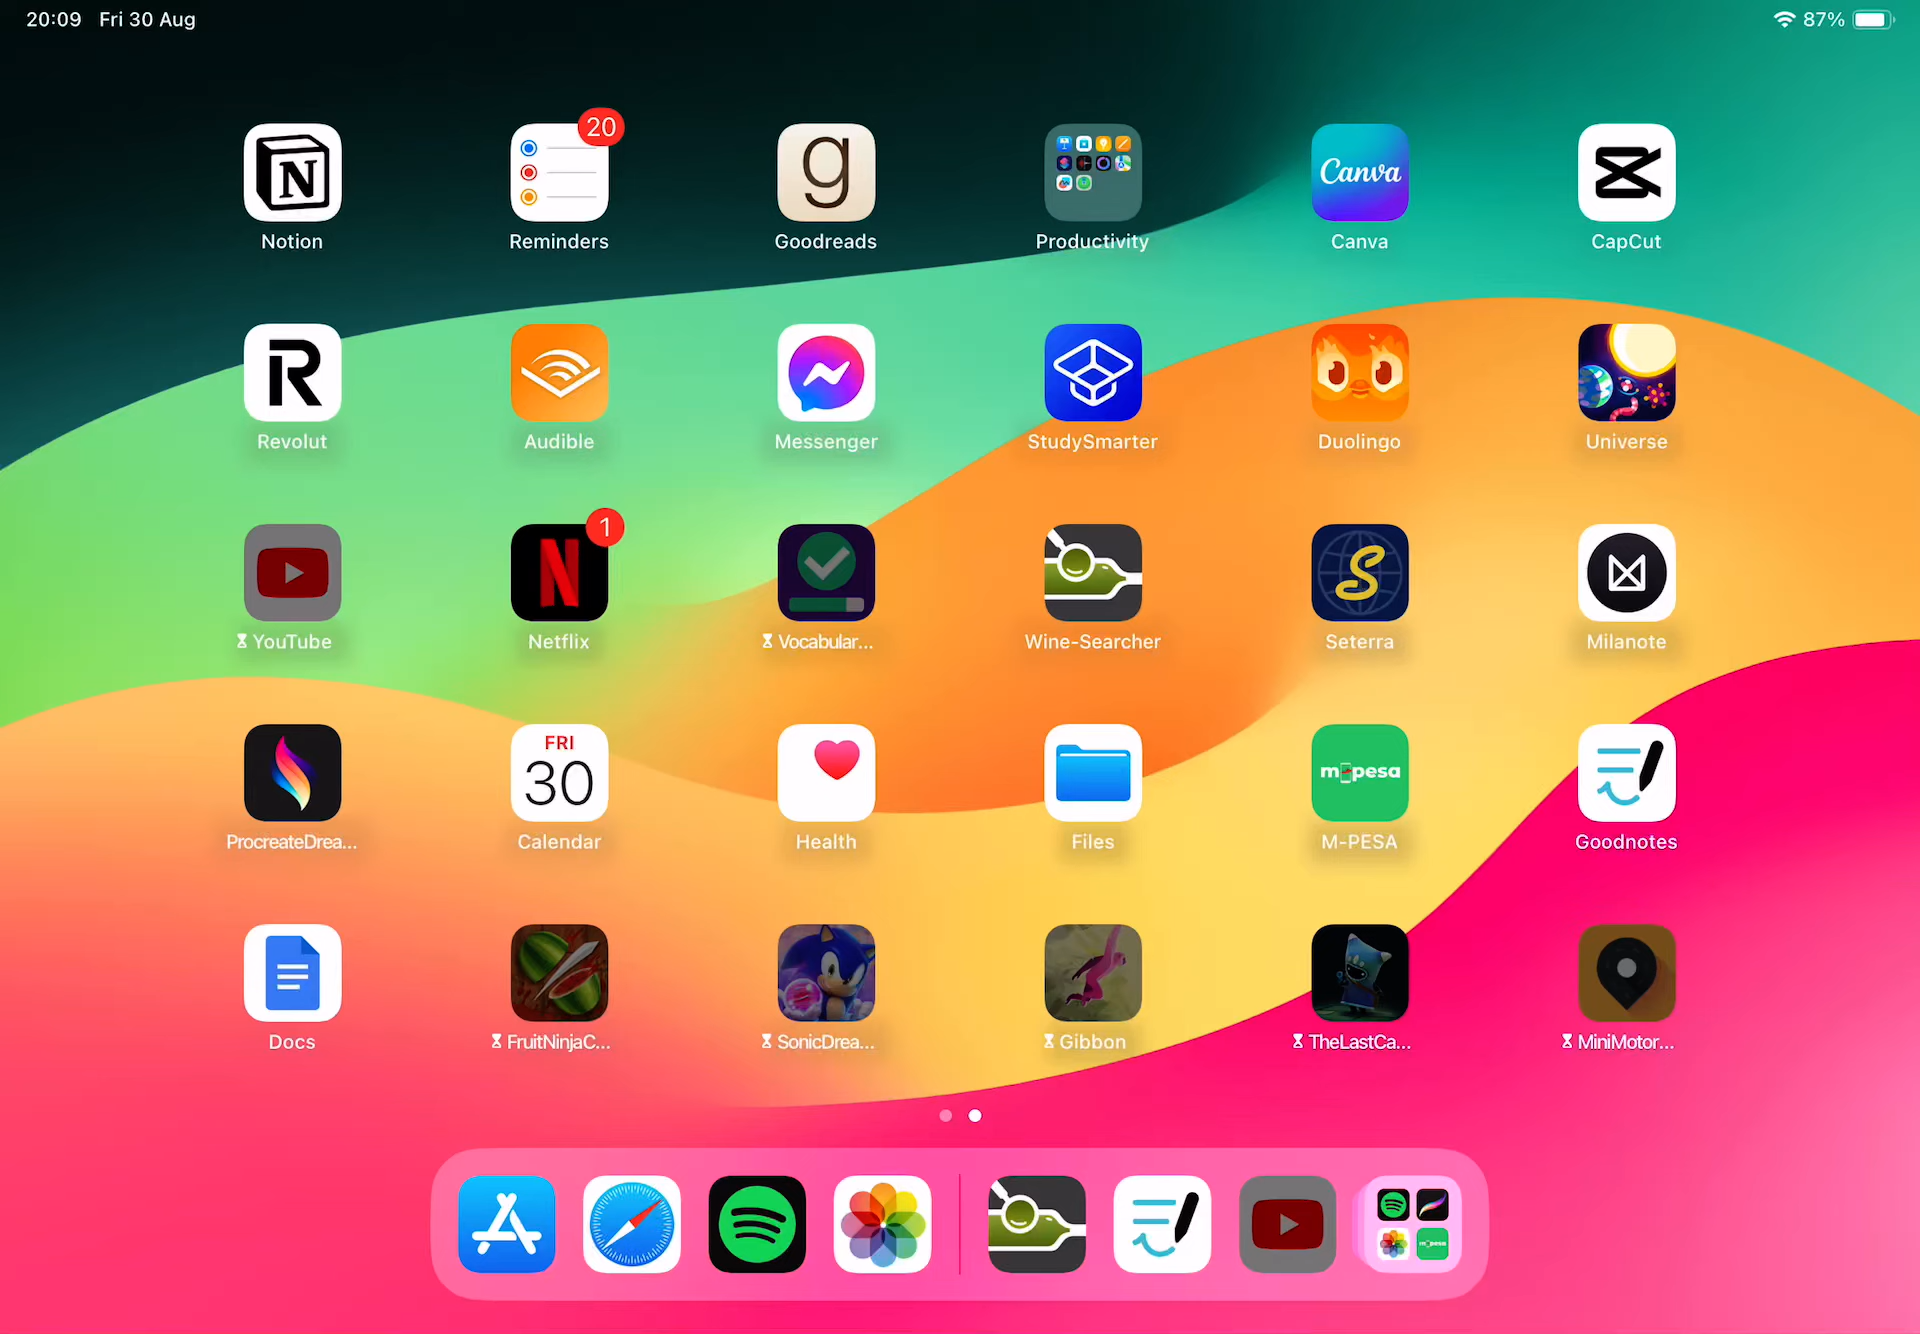 20:09 Fri 30 Aug
87%
20
Notion
Reminders
Goodreads
Productivity
Canva
Canva
CapCut
Revolut
Audible
Messenger
StudySmarter
Duolingo
Universe
1
YouTube
Netflix
Vocabular...
Wine-Searcher
Seterra
Milanote
FRI
30
m-pesa
ProcreateDrea...
Calendar
Health
Files
M-PESA
Goodnotes
Docs
FruitNinjaC...
SonicDrea...
Gibbon
TheLastCa...
MiniMotor...
m-pesa